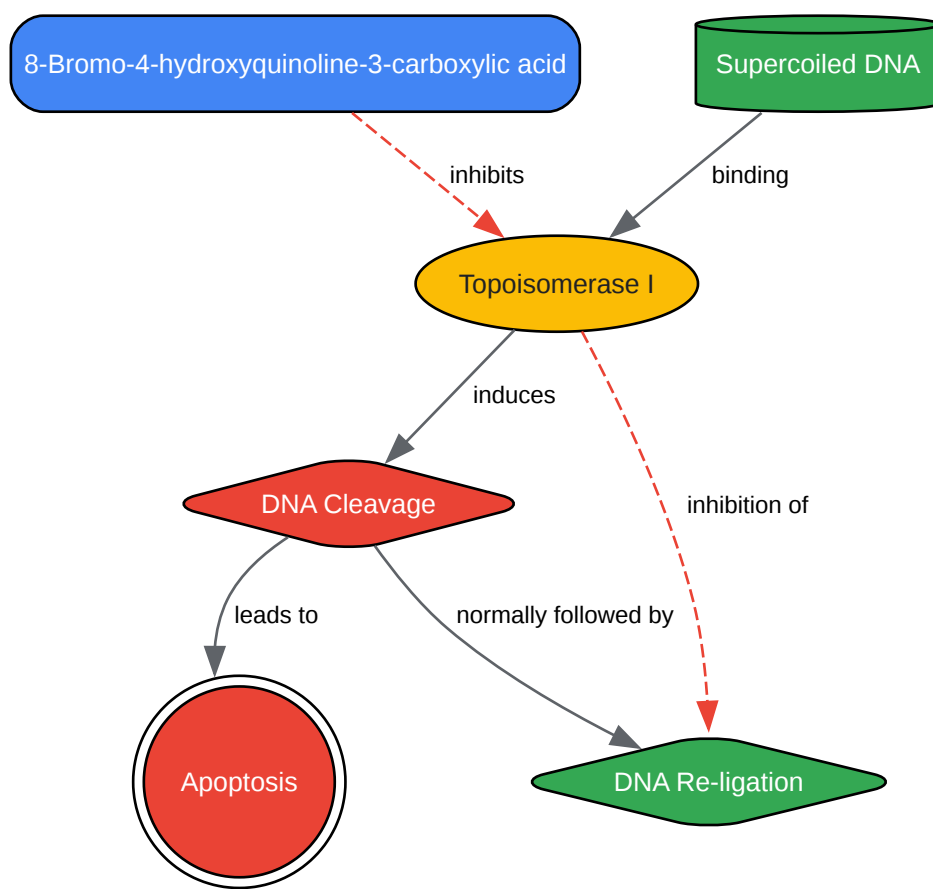 8-Bromo-4-hydroxyquinoline-3-carboxylic acid
Supercoiled DNA
inhibits
binding
Topoisomerase I
induces
DNA Cleavage
inhibition of
leads to
normally followed by
Apoptosis
DNA Re-ligation